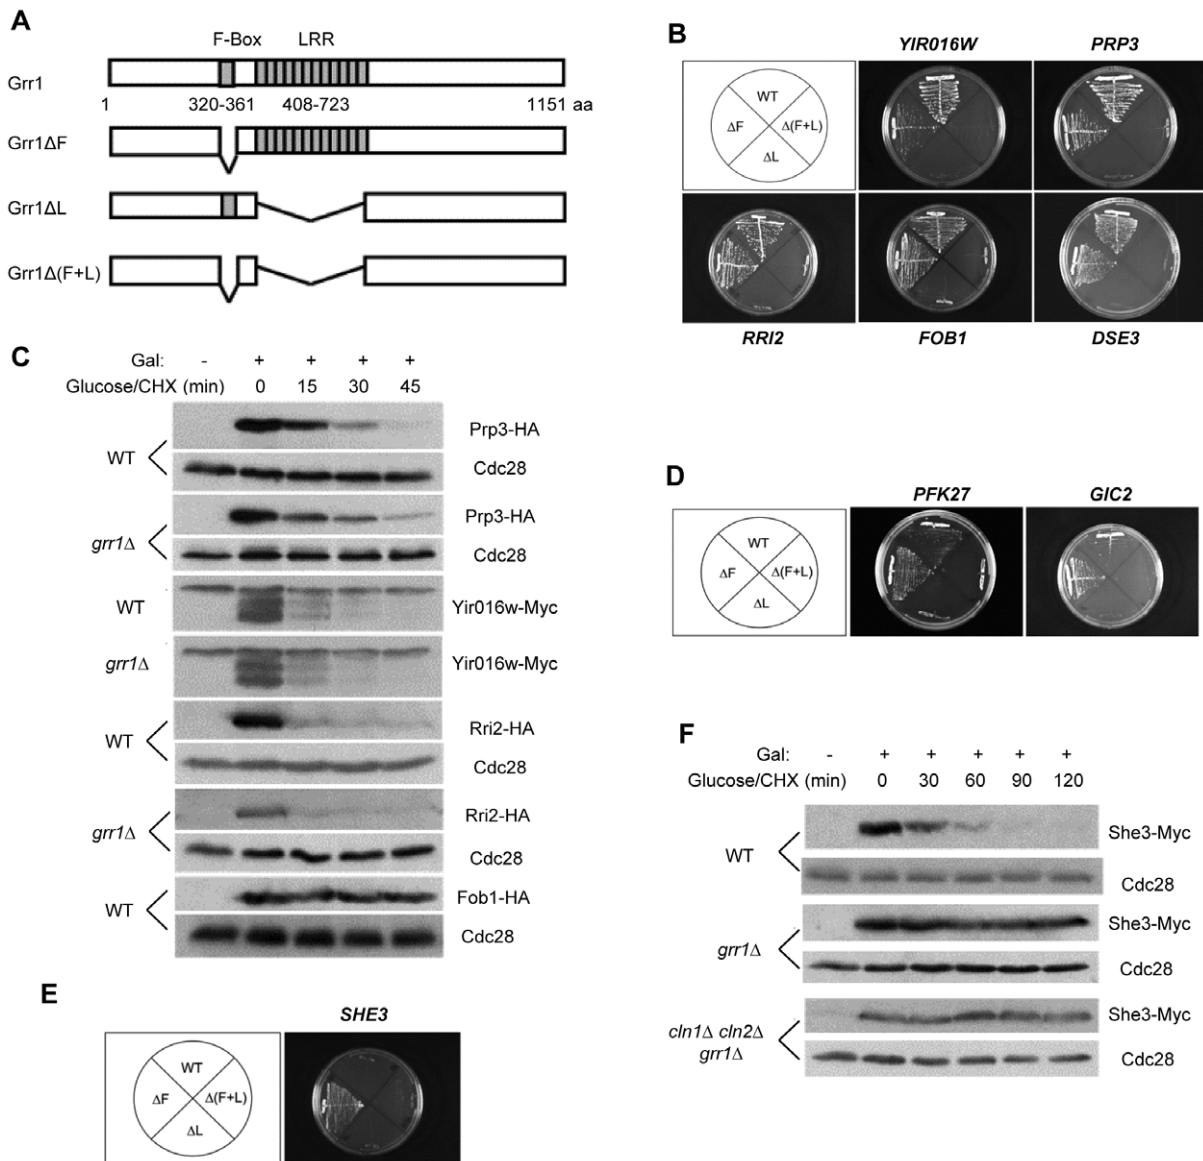 A
F-Box LRR
Grr1
1 320-361 408-723 1151 aa
Grr1ΔF
Grr1ΔL
Grr1Δ(F+L)
B
YIR016W PRP3
WT
ΔF Δ(F+L)
ΔL
RRI2 FOB1 DSE3
C
Gal: - + + + +
Glucose/CHX (min) 0 15 30 45
WT Prp3-HA
Cdc28
grr1Δ Prp3-HA
Cdc28
WT Yir016w-Myc
grr1Δ Yir016w-Myc
WT Rri2-HA
Cdc28
grr1Δ Rri2-HA
Cdc28
WT Fob1-HA
Cdc28
D
PFK27 GIC2
WT
ΔF Δ(F+L)
ΔL
E
SHE3
WT
ΔF Δ(F+L)
ΔL
F
Gal: - + + + + +
Glucose/CHX (min) 0 30 60 90 120
WT She3-Myc
Cdc28
grr1Δ She3-Myc
Cdc28
cln1Δ cln2Δ grr1Δ She3-Myc
Cdc28